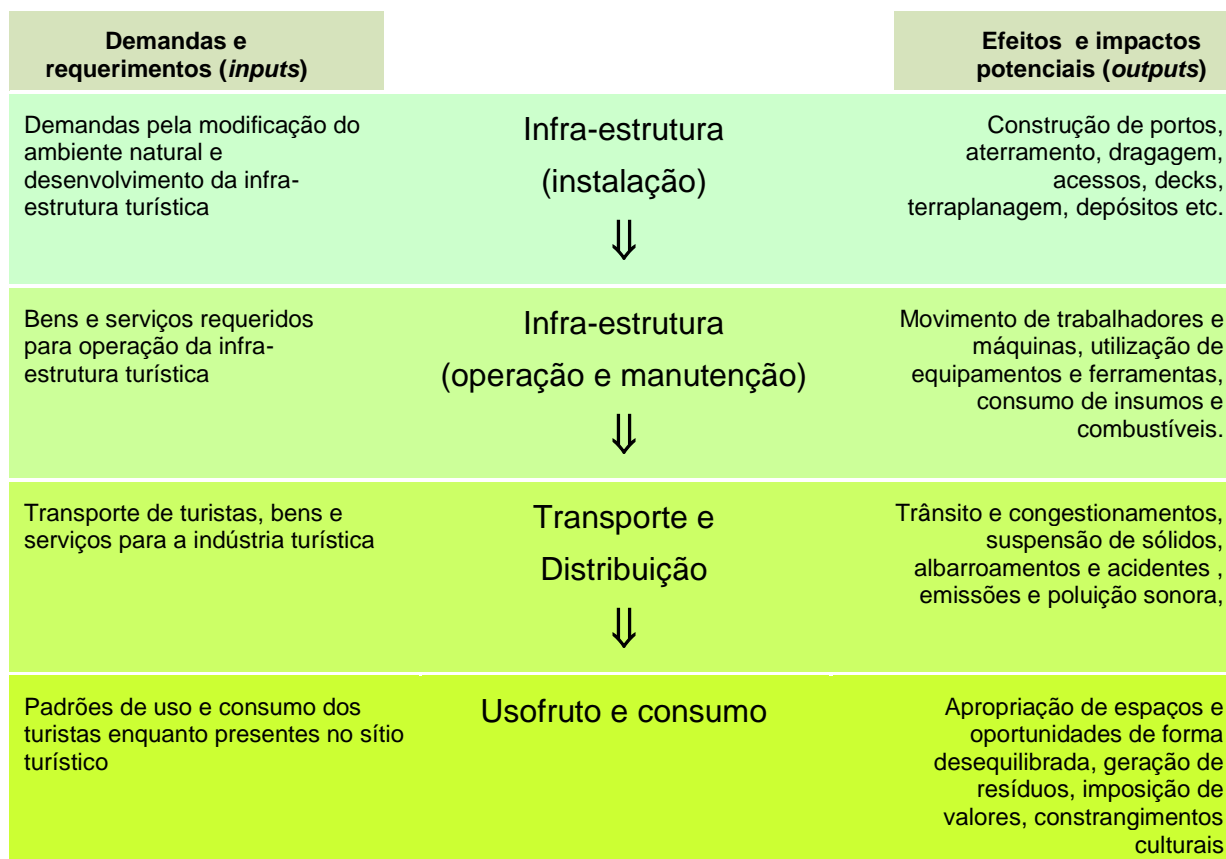 Demandas e
requerimentos (inputs)
Efeitos e impactos
potenciais (outputs)
Demandas pela modificação do
ambiente natural e
desenvolvimento da infra-
estrutura turística
Infra-estrutura
(instalação)
⇓
Construção de portos,
aterramento, dragagem,
acessos, decks,
terraplanagem, depósitos etc.
Bens e serviços requeridos
para operação da infra-
estrutura turística
Infra-estrutura
(operação e manutenção)
⇓
Movimento de trabalhadores e
máquinas, utilização de
equipamentos e ferramentas,
consumo de insumos e
combustíveis.
Transporte de turistas, bens e
serviços para a indústria turística
Transporte e
Distribuição
⇓
Trânsito e congestionamentos,
suspensão de sólidos,
albarroamentos e acidentes ,
emissões e poluição sonora,
Padrões de uso e consumo dos
turistas enquanto presentes no sítio
turístico
Usofruto e consumo
Apropriação de espaços e
oportunidades de forma
desequilibrada, geração de
resíduos, imposição de
valores, constrangimentos
culturais